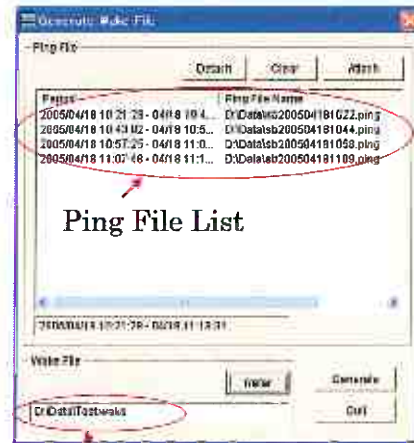 Generate Wake File
Ping File
Detach Clear Attach
Period Ping File Name
2005/04/18 10:21:29 - 04/18 10:4... D:\Data\sb200504181022.ping
2005/04/18 10:43:02 - 04/18 10:5... D:\Data\sb200504181044.ping
2005/04/18 10:57:25 - 04/18 11:0... D:\Data\sb200504181058.ping
2005/04/18 11:07:48 - 04/18 11:1... D:\Data\sb200504181109.ping
Ping File List
2005/04/18 10:21:29 - 04/18 11:18:31
Wake File
Generate
D:\Data\Test.wake
Quit